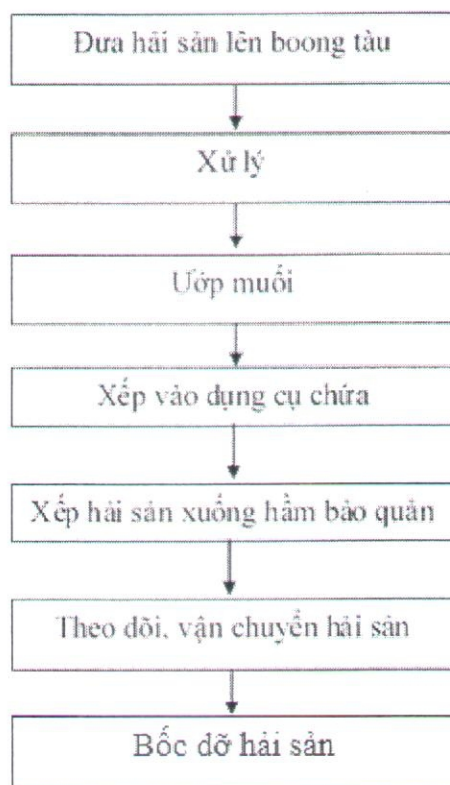 Đưa hải sản lên boong tàu
Xử lý
Ướp muối
Xếp vào dụng cụ chứa
Xếp hải sản xuống hầm bảo quản
Theo dõi, vận chuyển hải sản
Bốc dỡ hải sản